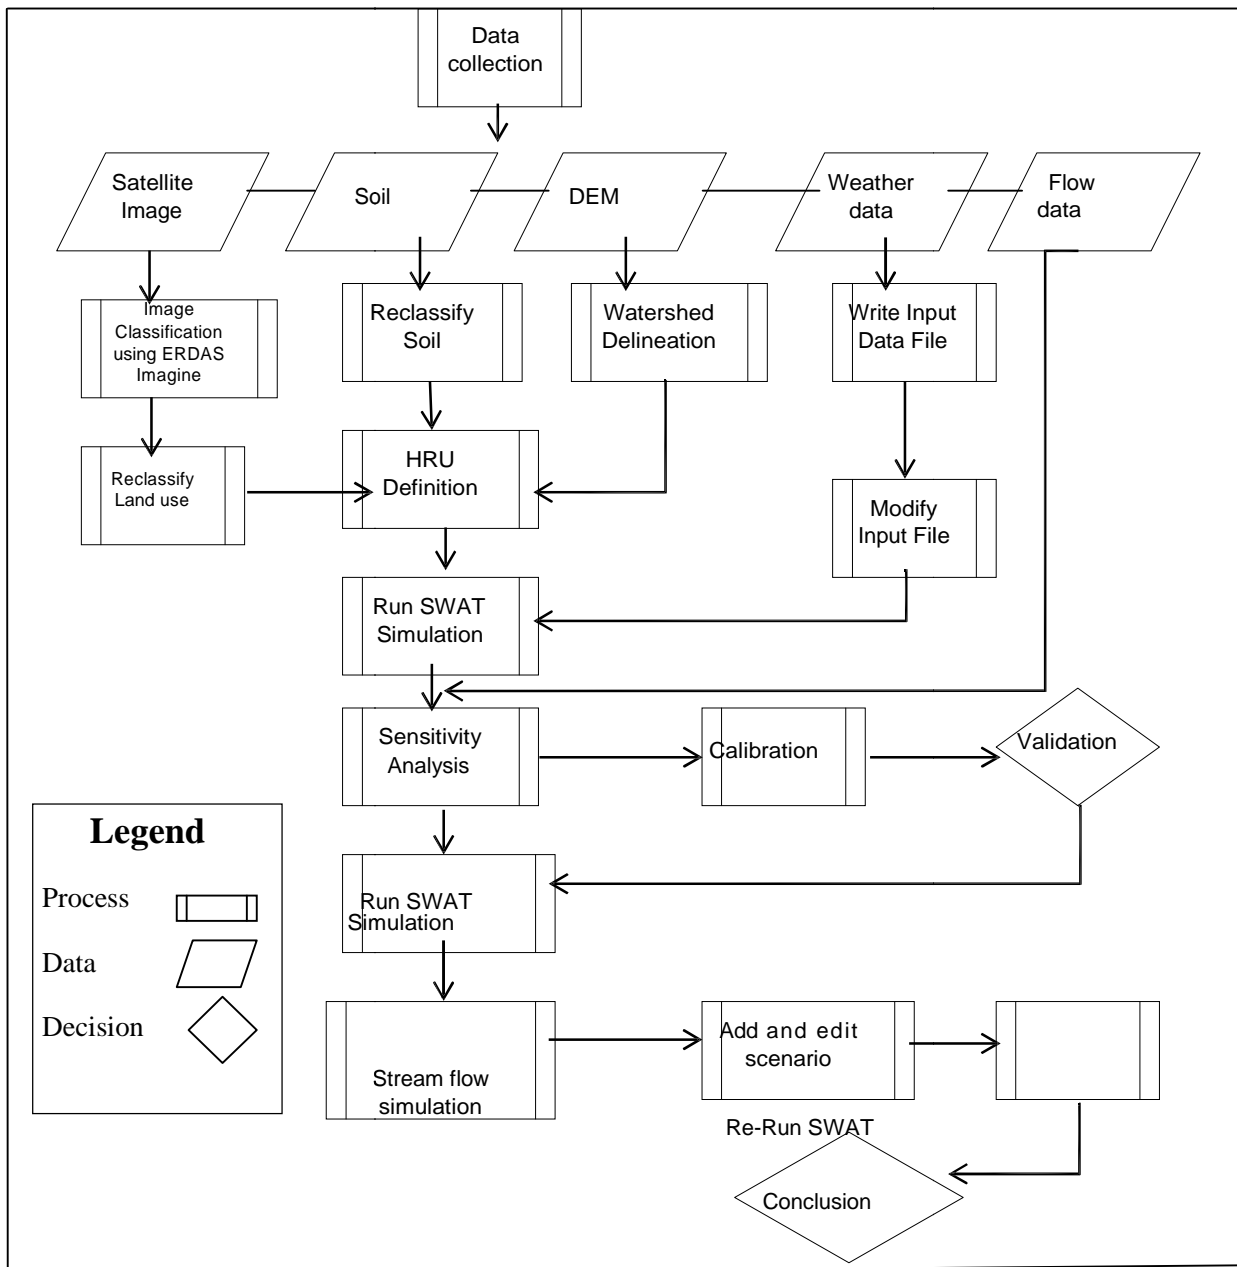 Data
collection
Satellite
Image
Soil
DEM
Weather
data
Flow
data
Image
Classification
using ERDAS
Imagine
Reclassify
Soil
Watershed
Delineation
Write Input
Data File
Reclassify
Land use
HRU
Definition
Modify
Input File
Run SWAT
Simulation
Sensitivity
Analysis
Calibration
Validation
Legend
Process
Data
Decision
Run SWAT
Simulation
Stream flow
simulation
Add and edit
scenario
Re-Run SWAT
Conclusion